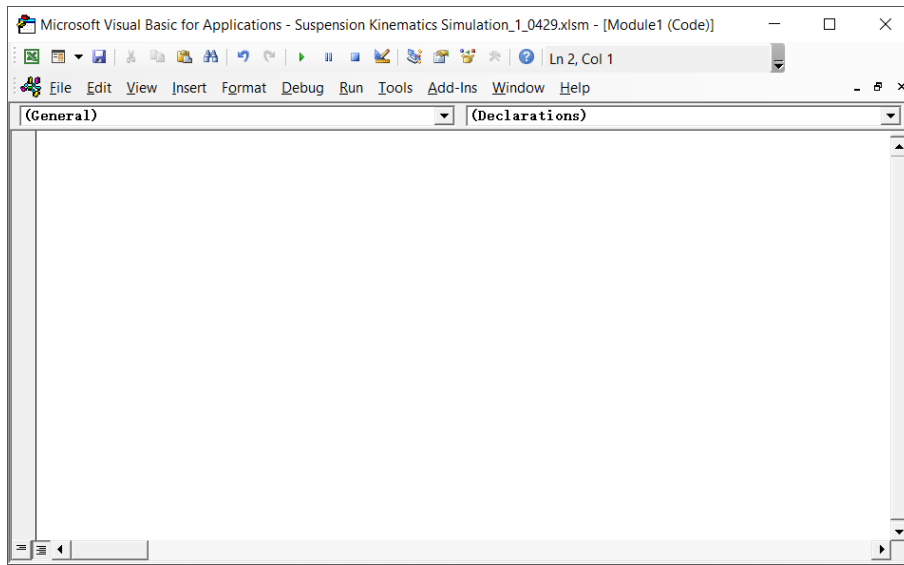 Microsoft Visual Basic for Applications - Suspension Kinematics Simulation_1_0429.xlsm - [Module1 (Code)]
Ln 2, Col 1
File Edit View Insert Format Debug Run Tools Add-Ins Window Help
(General) (Declarations)